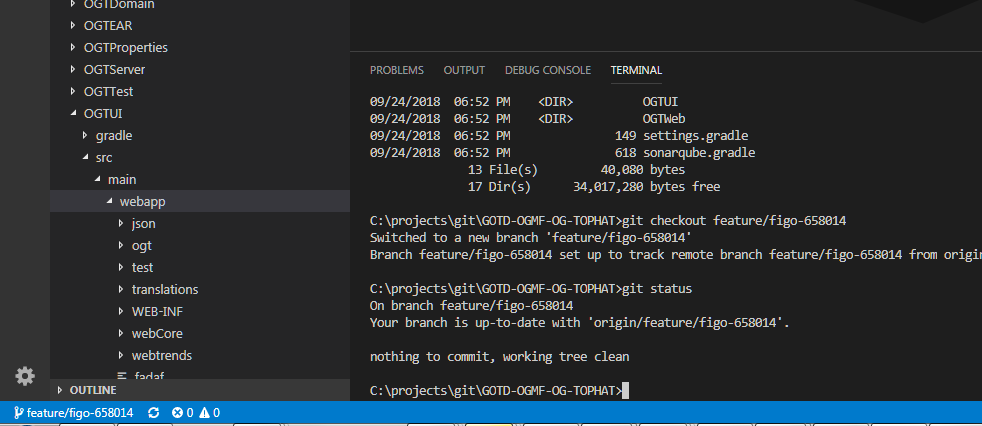 OGTDomain
OGTEAR
OGTProperties
OGTServer
OGTTest
OGTUI
gradle
src
main
webapp
json
ogt
test
translations
WEB-INF
webCore
webtrends
fadaf
OUTLINE
PROBLEMS OUTPUT DEBUG CONSOLE TERMINAL
09/24/2018 06:52 PM <DIR> OGTUI
09/24/2018 06:52 PM <DIR> OGTWeb
09/24/2018 06:52 PM 149 settings.gradle
09/24/2018 06:52 PM 618 sonarqube.gradle
13 File(s) 40,080 bytes
17 Dir(s) 34,017,280 bytes free
C:\projects\git\GOTD-OGMF-OG-TOPHAT>git checkout feature/figo-658014
Switched to a new branch 'feature/figo-658014'
Branch feature/figo-658014 set up to track remote branch feature/figo-658014 from origin
C:\projects\git\GOTD-OGMF-OG-TOPHAT>git status
On branch feature/figo-658014
Your branch is up-to-date with 'origin/feature/figo-658014'.
nothing to commit, working tree clean
C:\projects\git\GOTD-OGMF-OG-TOPHAT>
feature/figo-658014 0 0